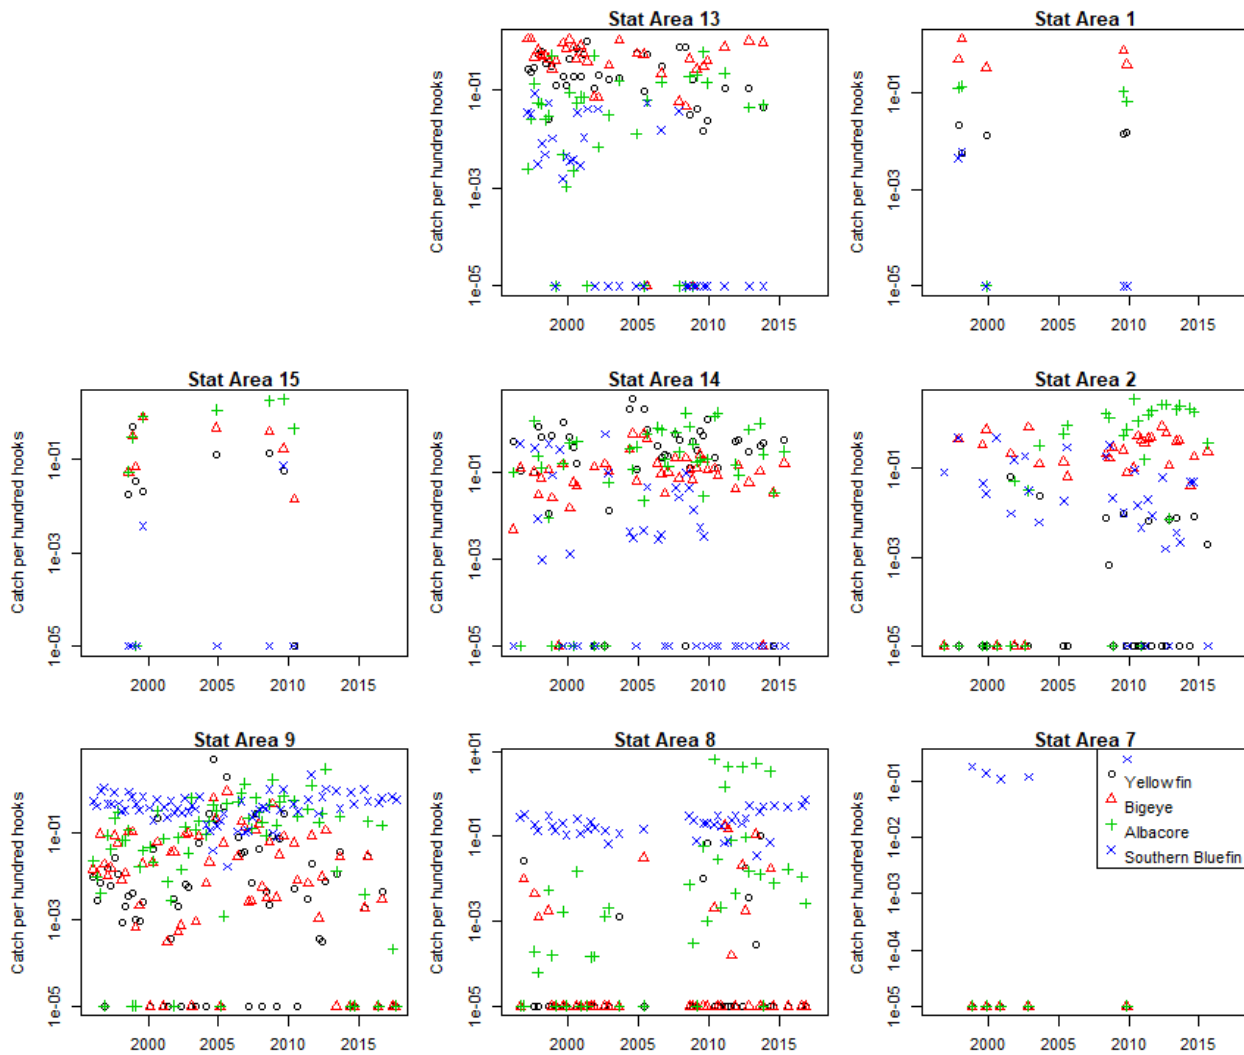 Stat Area 13
Catch per hundred hooks
1e-01
1e-03
1e-05
2000 2005 2010 2015
Stat Area 1
Catch per hundred hooks
1e-01
1e-03
1e-05
2000 2005 2010 2015
Stat Area 15
Catch per hundred hooks
1e-01
1e-03
1e-05
2000 2005 2010 2015
Stat Area 14
Catch per hundred hooks
1e-01
1e-03
1e-05
2000 2005 2010 2015
Stat Area 2
Catch per hundred hooks
1e-01
1e-03
1e-05
2000 2005 2010 2015
Stat Area 9
Catch per hundred hooks
1e-01
1e-03
1e-05
2000 2005 2010 2015
Stat Area 8
Catch per hundred hooks
1e+01
1e-01
1e-03
1e-05
2000 2005 2010 2015
Stat Area 7
Catch per hundred hooks
1e-01
1e-02
1e-03
1e-04
1e-05
2000 2005 2010 2015
Yellowfin
Bigeye
Albacore
Southern Bluefin